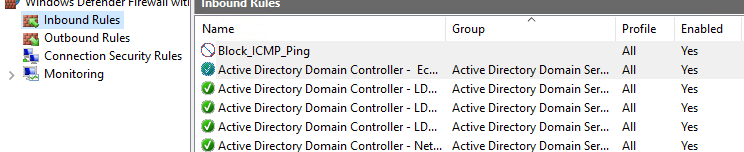 Windows Defender Firewall with
Inbound Rules
Inbound Rules
Outbound Rules
Connection Security Rules
Monitoring
Name Group Profile Enabled
Block_ICMP_Ping All Yes
Active Directory Domain Controller - Ec... Active Directory Domain Ser... All Yes
Active Directory Domain Controller - LD... Active Directory Domain Ser... All Yes
Active Directory Domain Controller - LD... Active Directory Domain Ser... All Yes
Active Directory Domain Controller - LD... Active Directory Domain Ser... All Yes
Active Directory Domain Controller - Net... Active Directory Domain Ser... All Yes